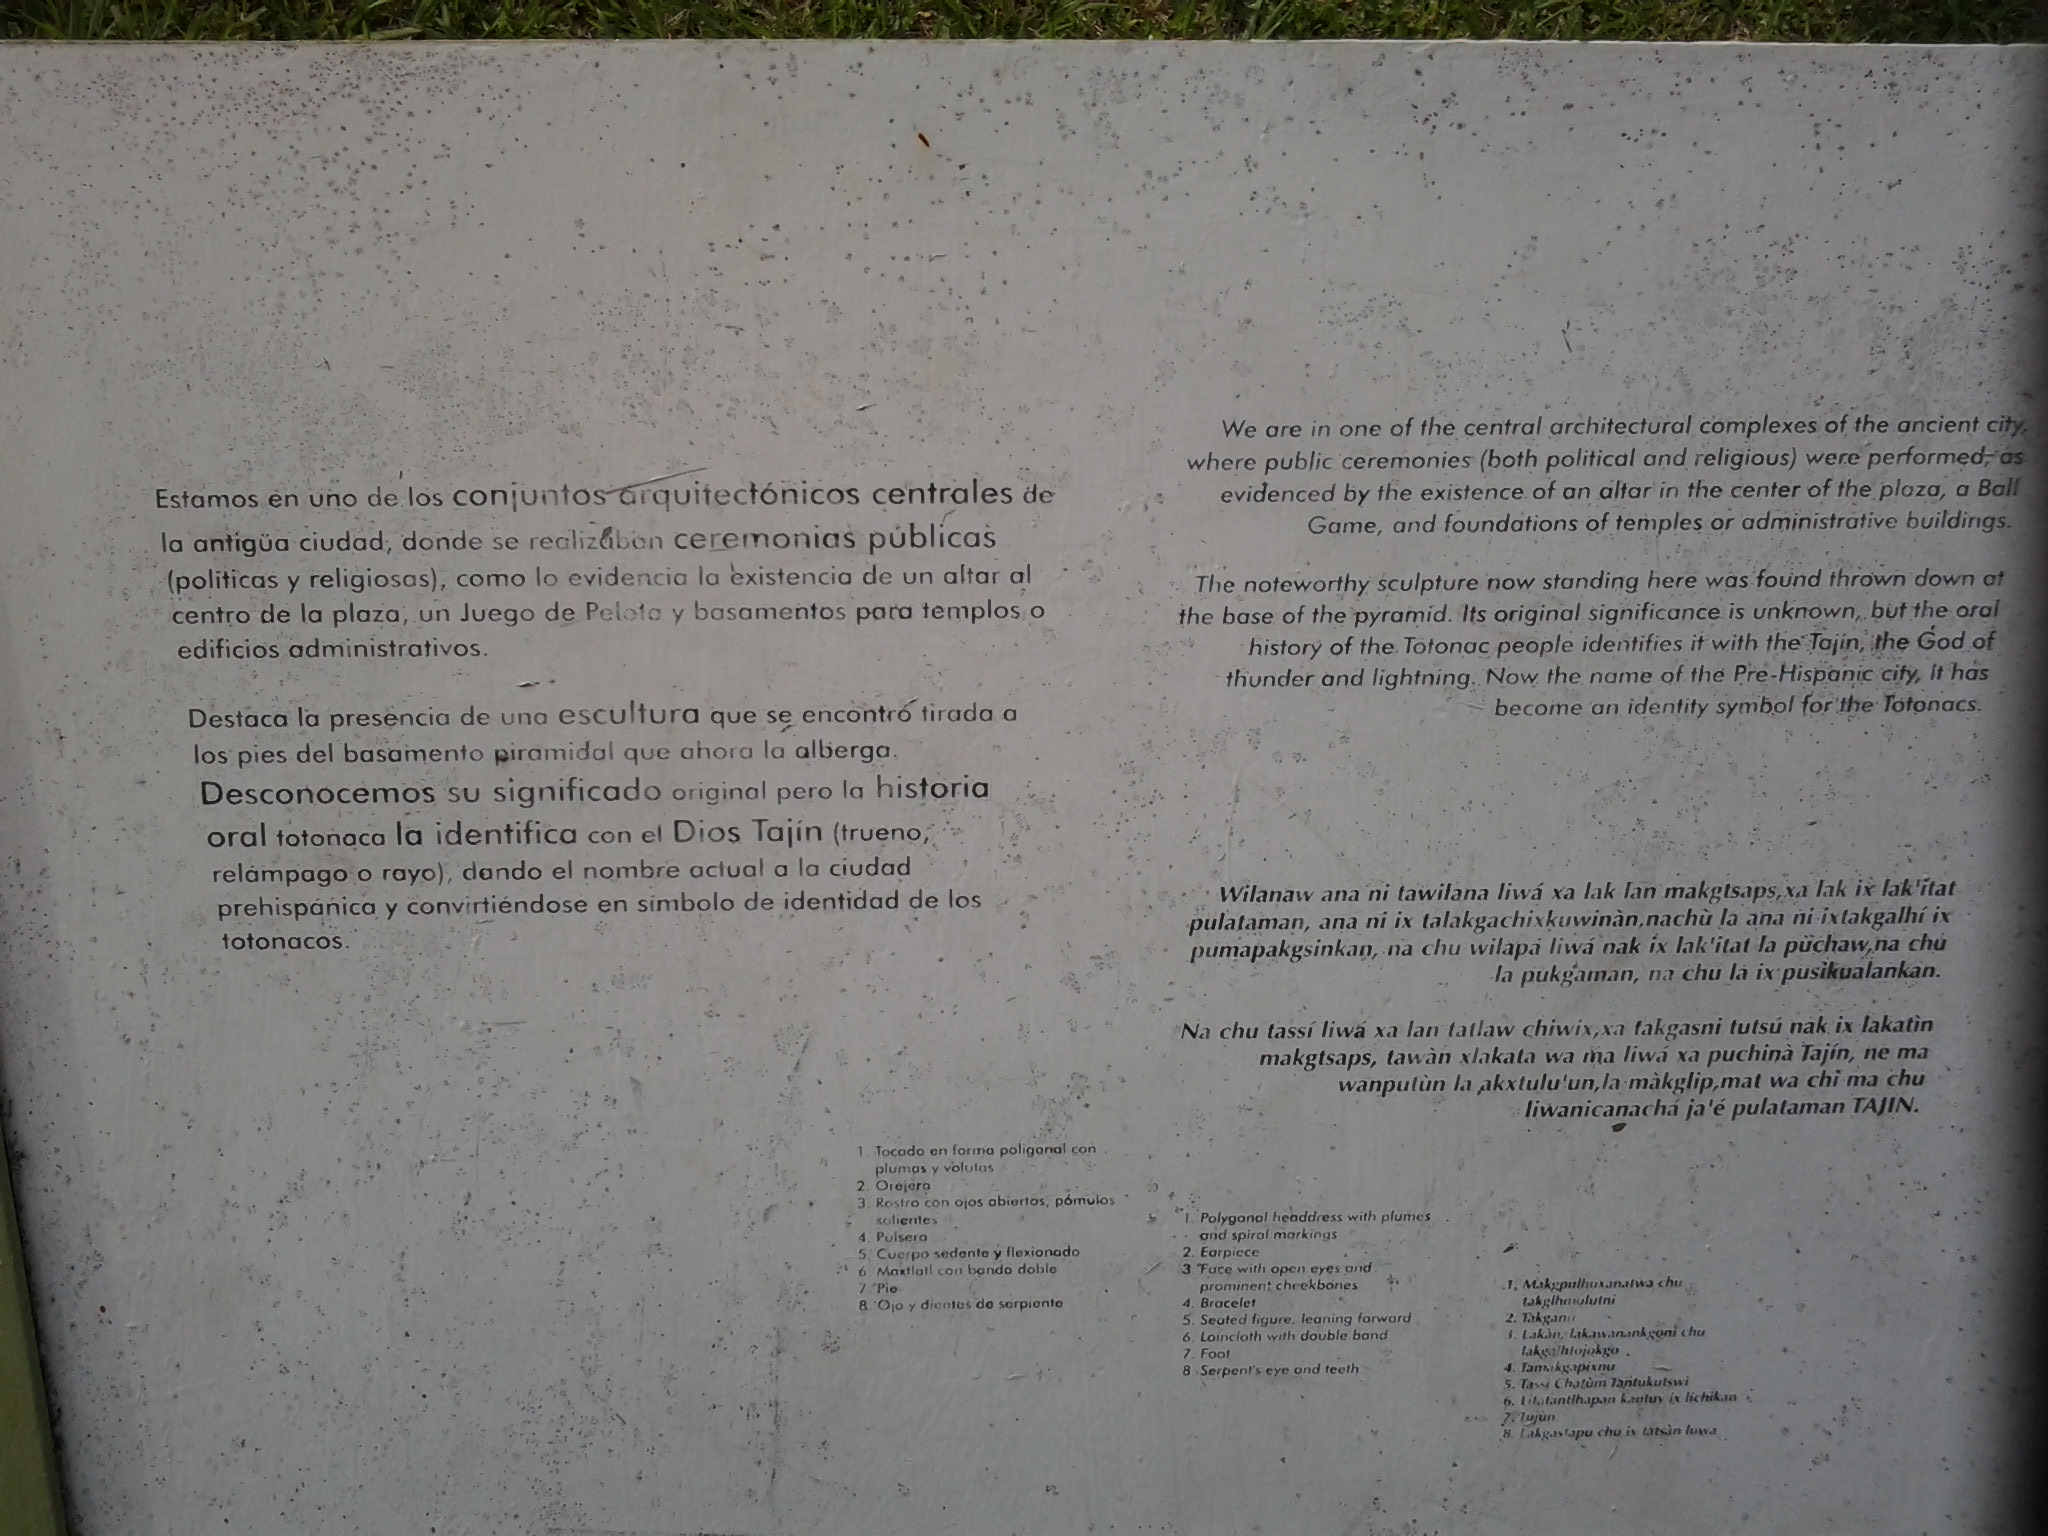 Estamos en uno de los conjuntos arquitectónicos centrales de
la antigüa ciudad, donde se realizaban ceremonias públicas
(políticas y religiosas), como lo evidencia la existencia de un altar al
centro de la plaza, un Juego de Pelota y basamentos para templos o
edificios administrativos.
Destaca la presencia de una escultura que se encontró tirada a
los pies del basamento piramidal que ahora la alberga.
Desconocemos su significado original pero la historia
oral totonaca la identifica con el Dios Tajín (trueno,
relámpago o rayo), dando el nombre actual a la ciudad
prehispánica y convirtiéndose en símbolo de identidad de los
totonacos.
We are in one of the central architectural complexes of the ancient city,
where public ceremonies (both political and religious) were performed, as
evidenced by the existence of an altar in the center of the plaza, a Ball
Game, and foundations of temples or administrative buildings.
The noteworthy sculpture now standing here was found thrown down at
the base of the pyramid. Its original significance is unknown, but the oral
history of the Totonac people identifies it with the Tajín, the God of
thunder and lightning. Now the name of the Pre-Hispanic city, it has
become an identity symbol for the Totonacs.
Wilanaw ana ni tawilana liwá xa lak lan makgtsaps,xa lak ix lak'itat
pulataman, ana ni ix talakgachixkuwinàn,nachù la ana ni ixtakgalhí ix
pumapakgsinkan, na chu wilapá liwá nak ix lak'itat la pùchaw,na chu
la pukgaman, na chu la ix pusikualankan.
Na chu tassí liwá xa lan tatlaw chiwix,xa takgasni tutsú nak ix lakatìn
makgtsaps, tawàn xlakata wa ma liwá xa puchinà Tajín, ne ma
wanputùn la akxtulu'un,la màkglip,mat wa chi ma chu
liwanicanachá ja'é pulataman TAJIN.
1. Tocado en forma poligonal con
plumas y volutas
2. Orejera
3. Rostro con ojos abiertos, pómulos
salientes
4. Pulsera
5. Cuerpo sedente y flexionado
6. Maxtlatl con banda doble
7. Pie
8. Ojo y dientes de serpiente
1. Polygonal headdress with plumes
and spiral markings
2. Earpiece
3. Face with open eyes and
prominent cheekbones
4. Bracelet
5. Seated figure, leaning forward
6. Loincloth with double band
7. Foot
8. Serpent's eye and teeth
1. chu
2.
3. lakawanankgoni chu
4. Tamakgapixnu
5. Tassi Chatùm Tantukutswi
6. ix lichikan
7. Tujùn
8. Lakgastapu chu ix tatsàn luwa